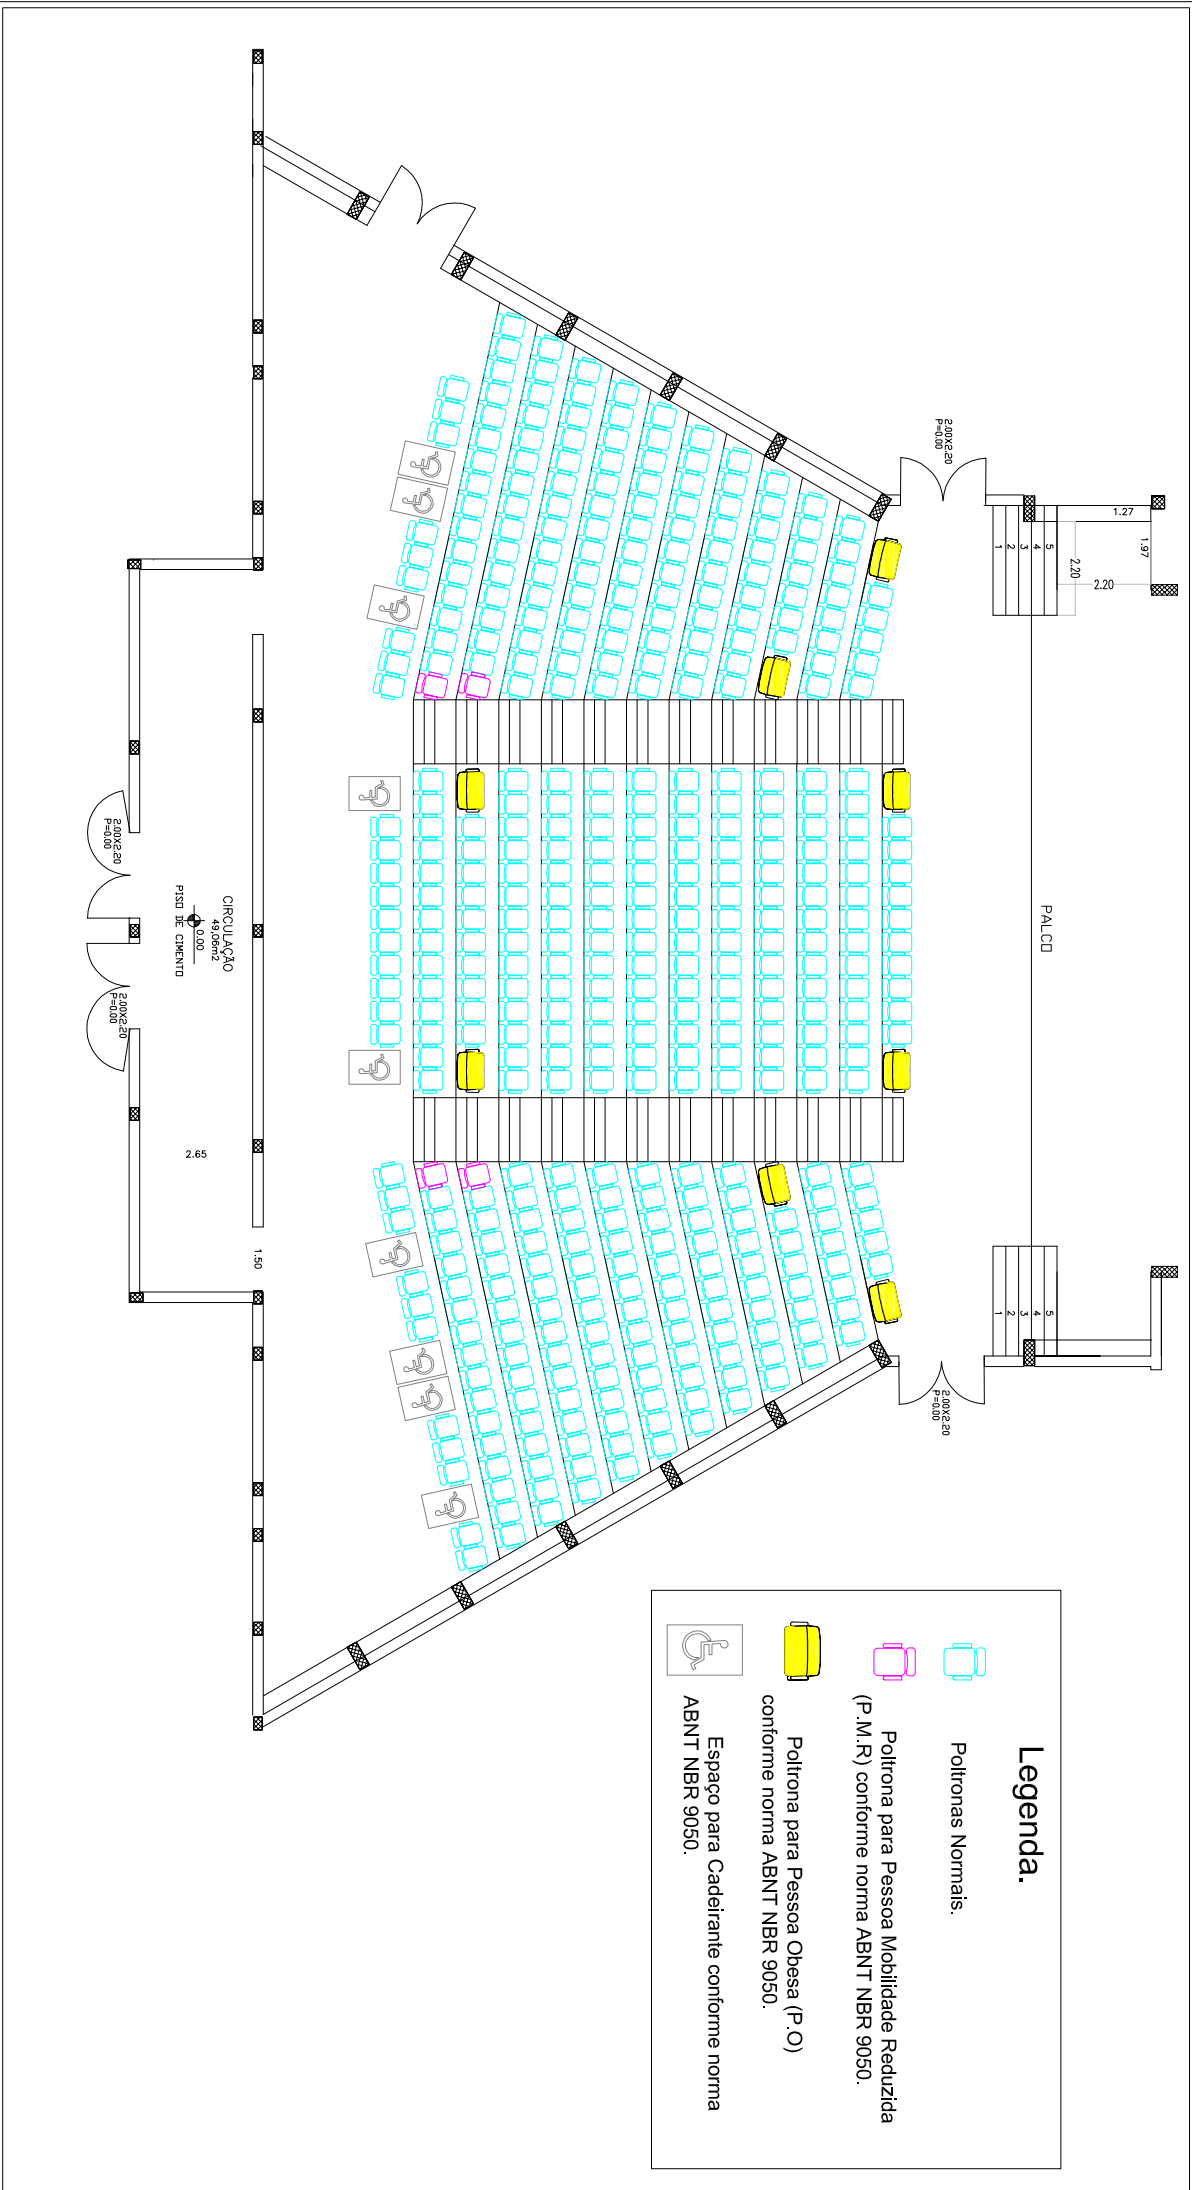 2.00X2.20
P=0.00
1.27
1.97
2.20
2.20
1
2
3
4
5
PALCO
CIRCULAÇÃO
49,06m2
0.00
PISO DE CIMENTO
2.00X2.20
P=0.00
2.00X2.20
P=0.00
2.65
1.50
1
2
3
4
5
2.00X2.20
P=0.00
Legenda.
Poltronas Normais.
Poltrona para Pessoa Mobilidade Reduzida
(P.M.R) conforme norma ABNT NBR 9050.
Poltrona para Pessoa Obesa (P.O)
conforme norma ABNT NBR 9050.
Espaço para Cadeirante conforme norma
ABNT NBR 9050.